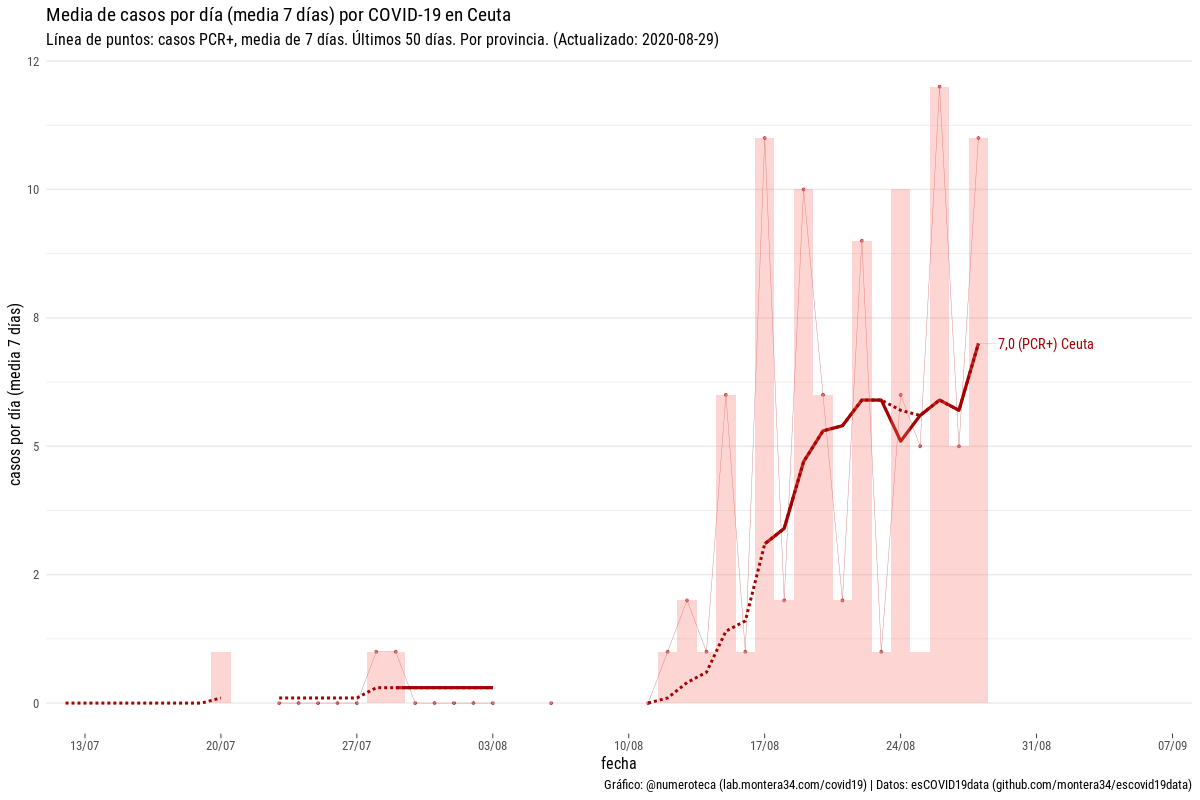 Media de casos por día (media 7 días) por COVID-19 en Ceuta
Línea de puntos: casos PCR+, media de 7 días. Últimos 50 días. Por provincia. (Actualizado: 2020-08-29)
casos por día (media 7 días)
12
10
8
5
2
0
7,0 (PCR+) Ceuta
13/07
20/07
27/07
03/08
10/08
17/08
24/08
31/08
07/09
fecha
Gráfico: @numeroteca (lab.montera34.com/covid19) | Datos: esCOVID19data (github.com/montera34/escovid19data)